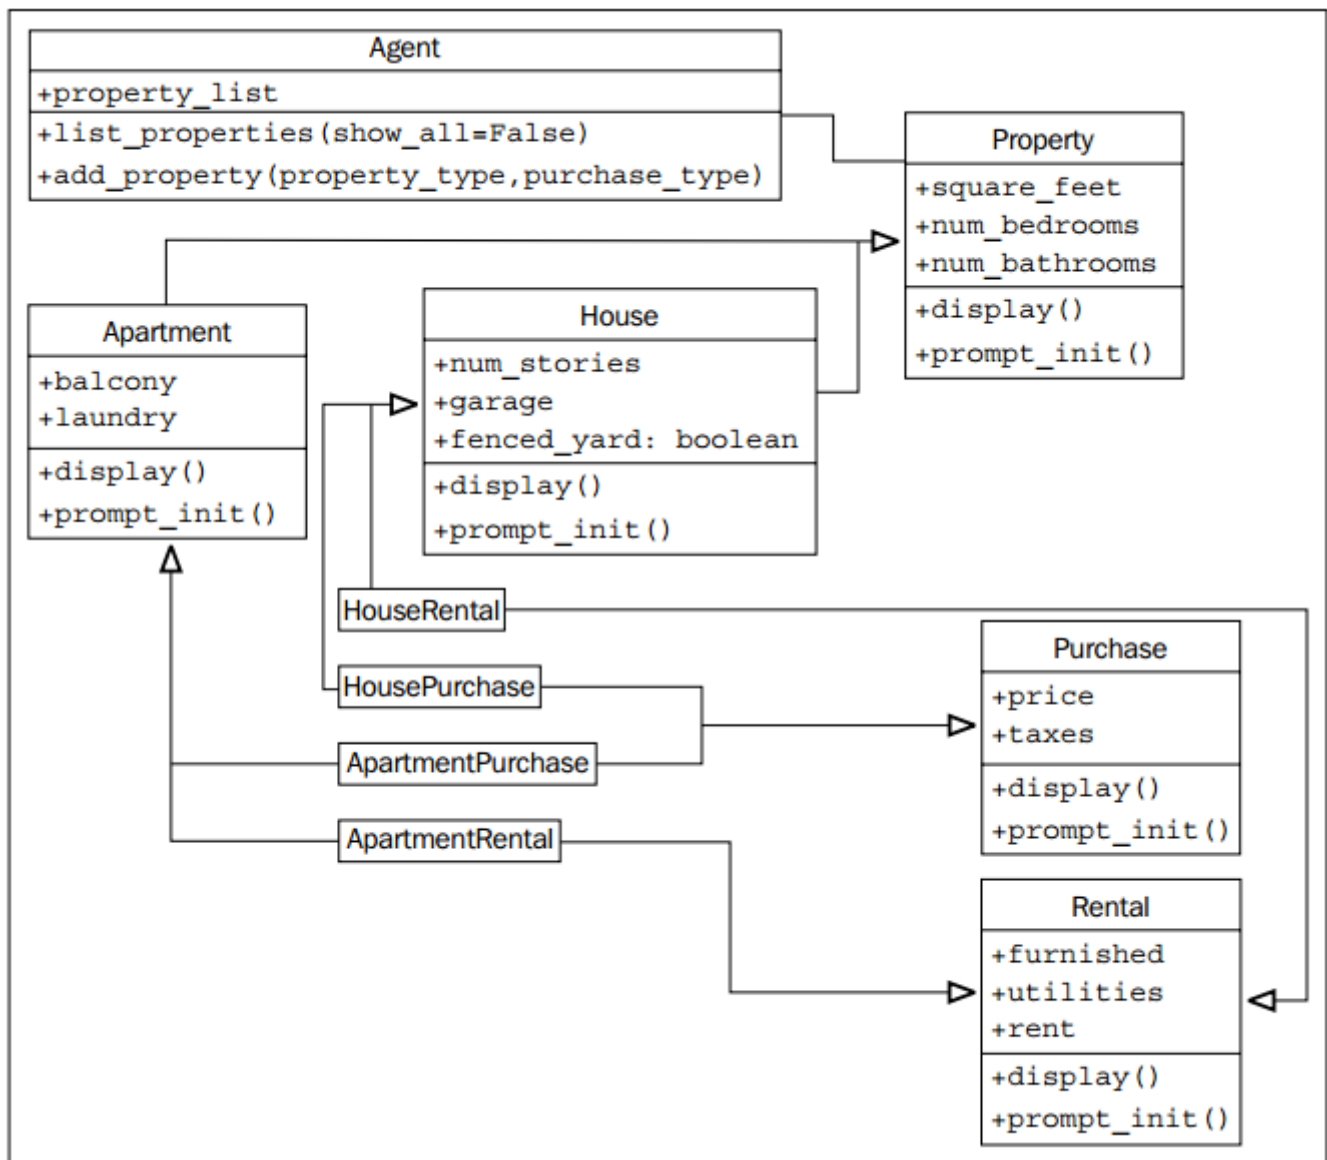 Agent
+property_list
+list_properties(show_all=False)
+add_property(property_type,purchase_type)
Property
+square_feet
+num_bedrooms
+num_bathrooms
+display()
+prompt_init()
Apartment
+balcony
+laundry
+display()
+prompt_init()
House
+num_stories
+garage
+fenced_yard: boolean
+display()
+prompt_init()
HouseRental
HousePurchase
ApartmentPurchase
ApartmentRental
Purchase
+price
+taxes
+display()
+prompt_init()
Rental
+furnished
+utilities
+rent
+display()
+prompt_init()